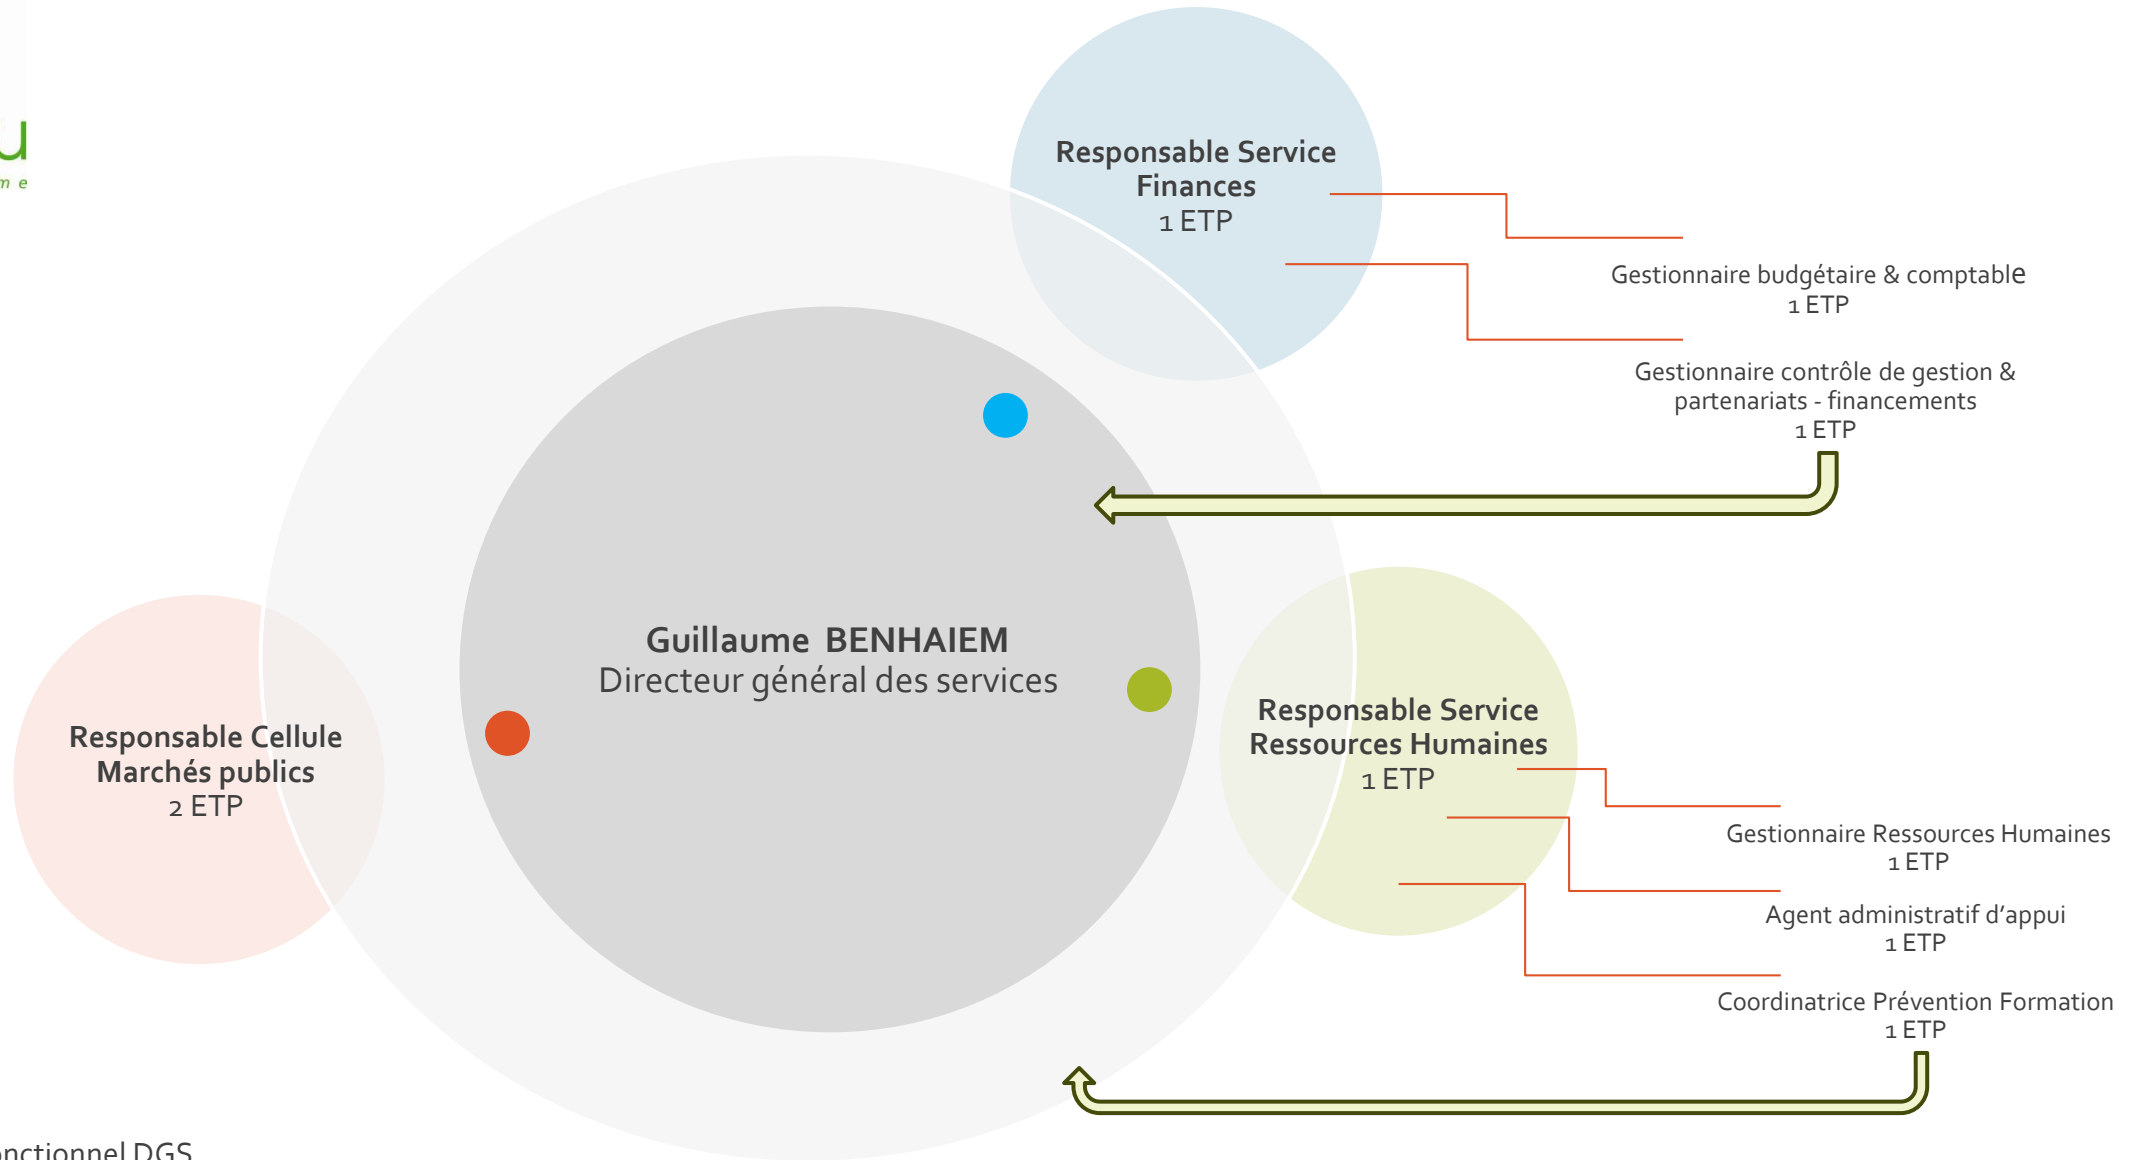 Responsable Service
Finances
1 ETP
Gestionnaire budgétaire & comptable
1 ETP
Gestionnaire contrôle de gestion &
partenariats - financements
1 ETP
Guillaume BENHAIEM
Directeur général des services
Responsable Cellule
Marchés publics
2 ETP
Responsable Service
Ressources Humaines
1 ETP
Gestionnaire Ressources Humaines
1 ETP
Agent administratif d’appui
1 ETP
Coordinatrice Prévention Formation
1 ETP
DGS